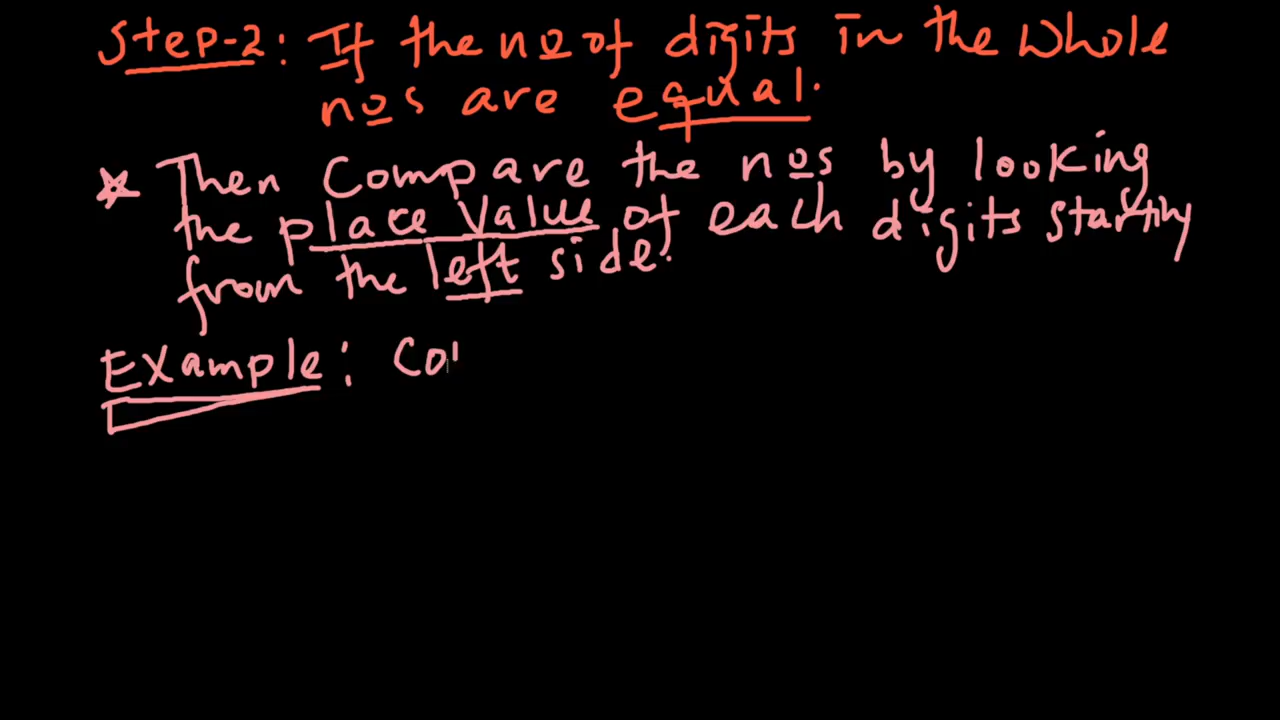 Step-2: If the no of digits in the whole
nos are equal.
* Then Compare the nos by looking
the place Value of each digits starting
from the left side.
Example: Co